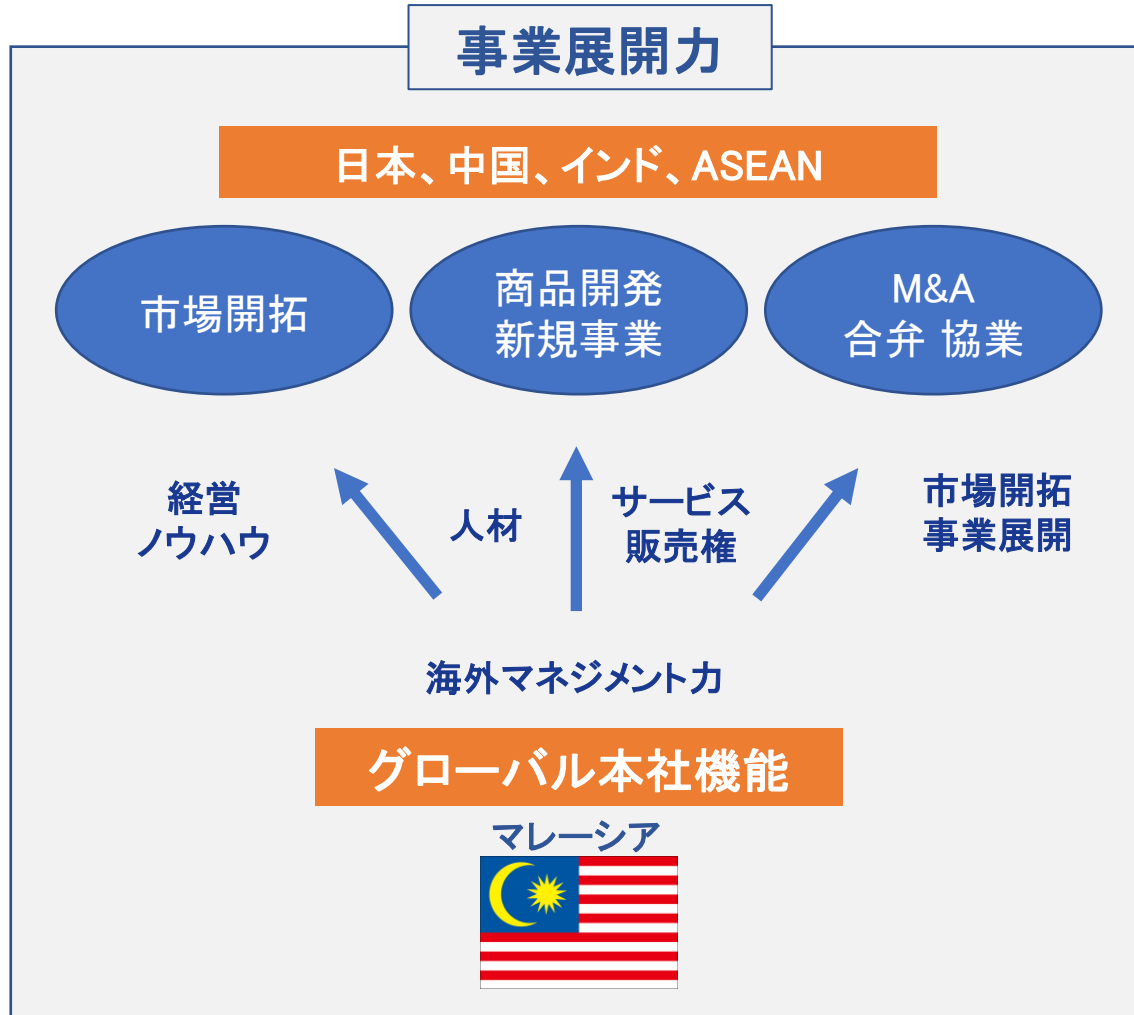 事業展開力
日本、中国、インド、ASEAN
市場開拓
商品開発
新規事業
M&A
合弁 協業
経営
ノウハウ
人材
サービス
販売権
市場開拓
事業展開
海外マネジメント力
グローバル本社機能
マレーシア